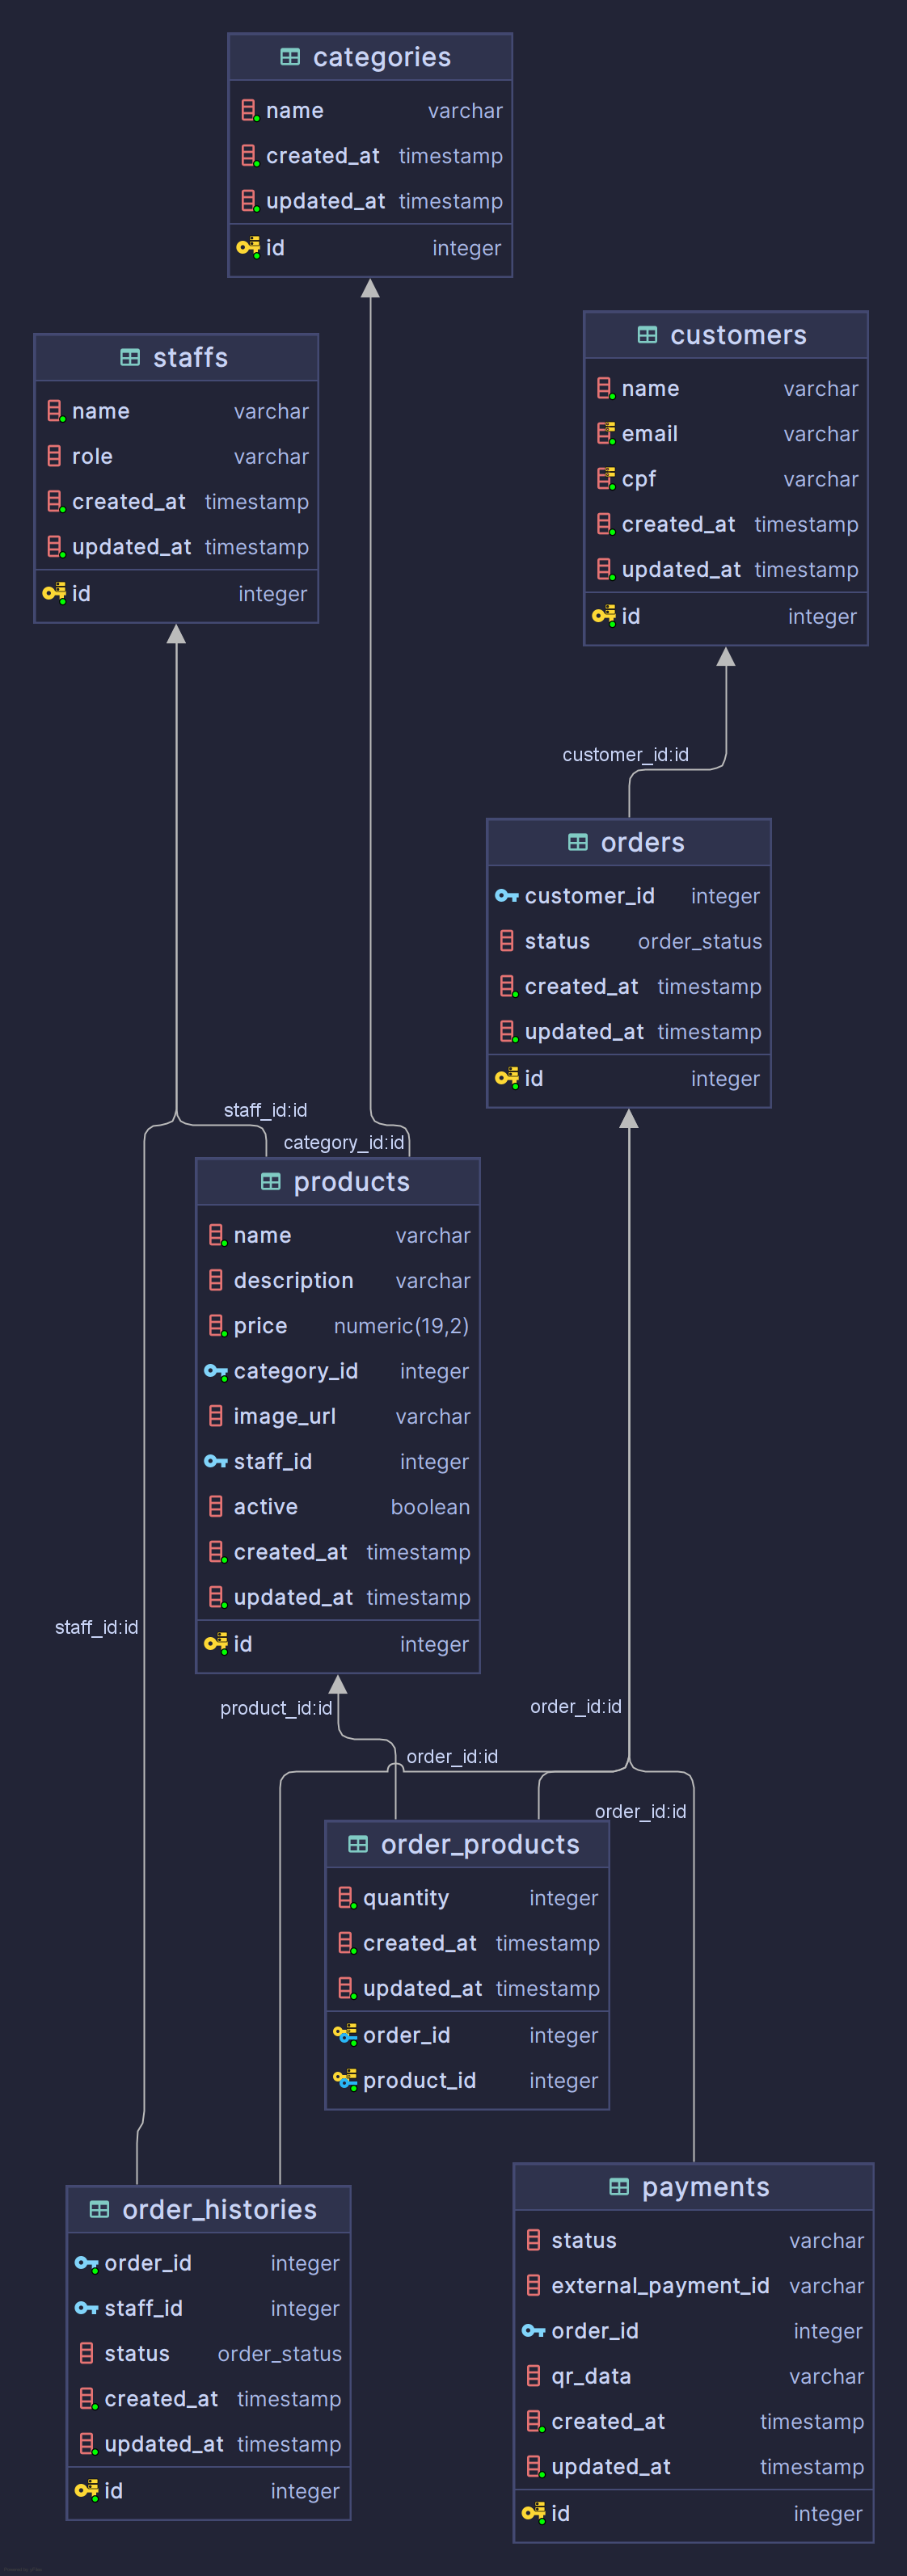 categories
name varchar
created_at timestamp
updated_at timestamp
id integer
staffs
name varchar
role varchar
created_at timestamp
updated_at timestamp
id integer
customers
name varchar
email varchar
cpf varchar
created_at timestamp
updated_at timestamp
id integer
customer_id:id
orders
customer_id integer
status order_status
created_at timestamp
updated_at timestamp
id integer
staff_id:id
category_id:id
products
name varchar
description varchar
price numeric(19,2)
category_id integer
image_url varchar
staff_id integer
active boolean
created_at timestamp
updated_at timestamp
id integer
staff_id:id
product_id:id
order_id:id
order_id:id
order_id:id
order_products
quantity integer
created_at timestamp
updated_at timestamp
order_id integer
product_id integer
order_histories
order_id integer
staff_id integer
status order_status
created_at timestamp
updated_at timestamp
id integer
payments
status varchar
external_payment_id varchar
order_id integer
qr_data varchar
created_at timestamp
updated_at timestamp
id integer